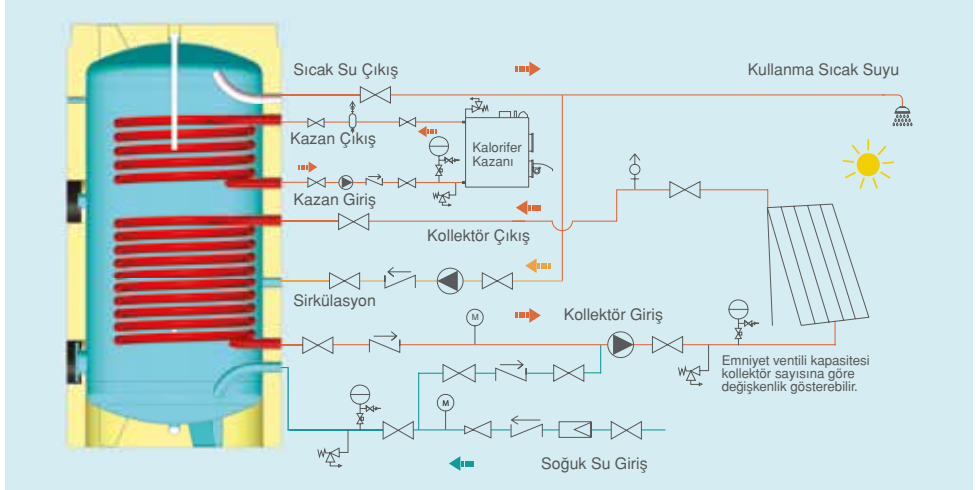 Sıcak Su Çıkış
Kullanma Sıcak Suyu
Kazan Çıkış
Kalorifer
Kazanı
Kazan Giriş
Kollektör Çıkış
Sirkülasyon
M
Kollektör Giriş
Emniyet ventili kapasitesi
kollektör sayısına göre
değişkenlik gösterebilir.
M
Soğuk Su Giriş